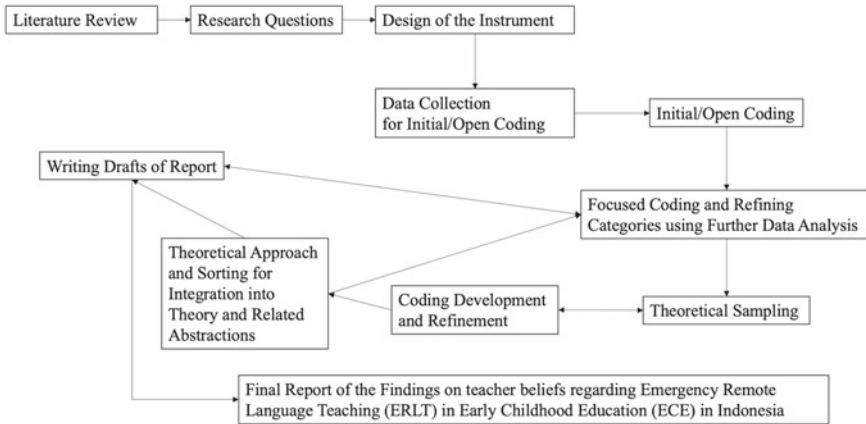 Literature Review
Research Questions
Design of the Instrument
Data Collection
for Initial/Open Coding
Initial/Open Coding
Writing Drafts of Report
Focused Coding and Refining
Categories using Further Data Analysis
Theoretical Approach
and Sorting for
Integration into
Theory and Related
Abstractions
Coding Development
and Refinement
Theoretical Sampling
Final Report of the Findings on teacher beliefs regarding Emergency Remote
Language Teaching (ERLT) in Early Childhood Education (ECE) in Indonesia